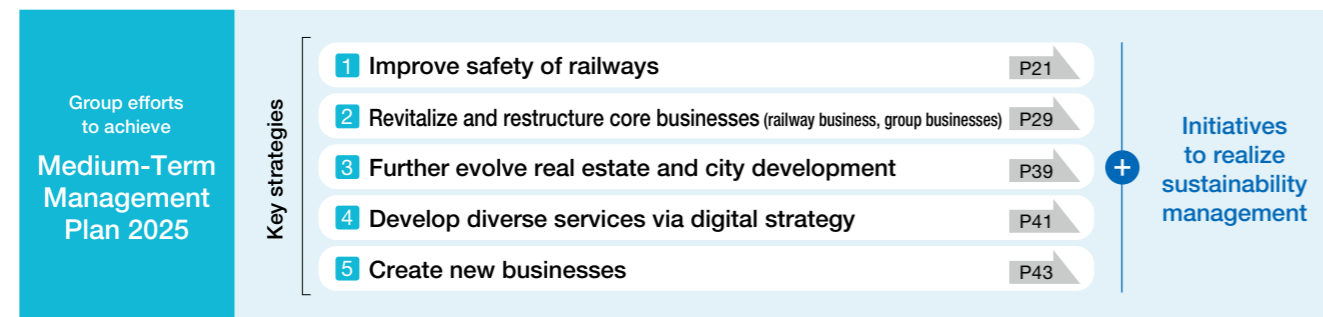 Group efforts
to achieve
Medium-Term
Management
Plan 2025
Key strategies
1 Improve safety of railways P21
2 Revitalize and restructure core businesses (railway business, group businesses) P29
3 Further evolve real estate and city development P39
4 Develop diverse services via digital strategy P41
5 Create new businesses P43
+
Initiatives
to realize
sustainability
management